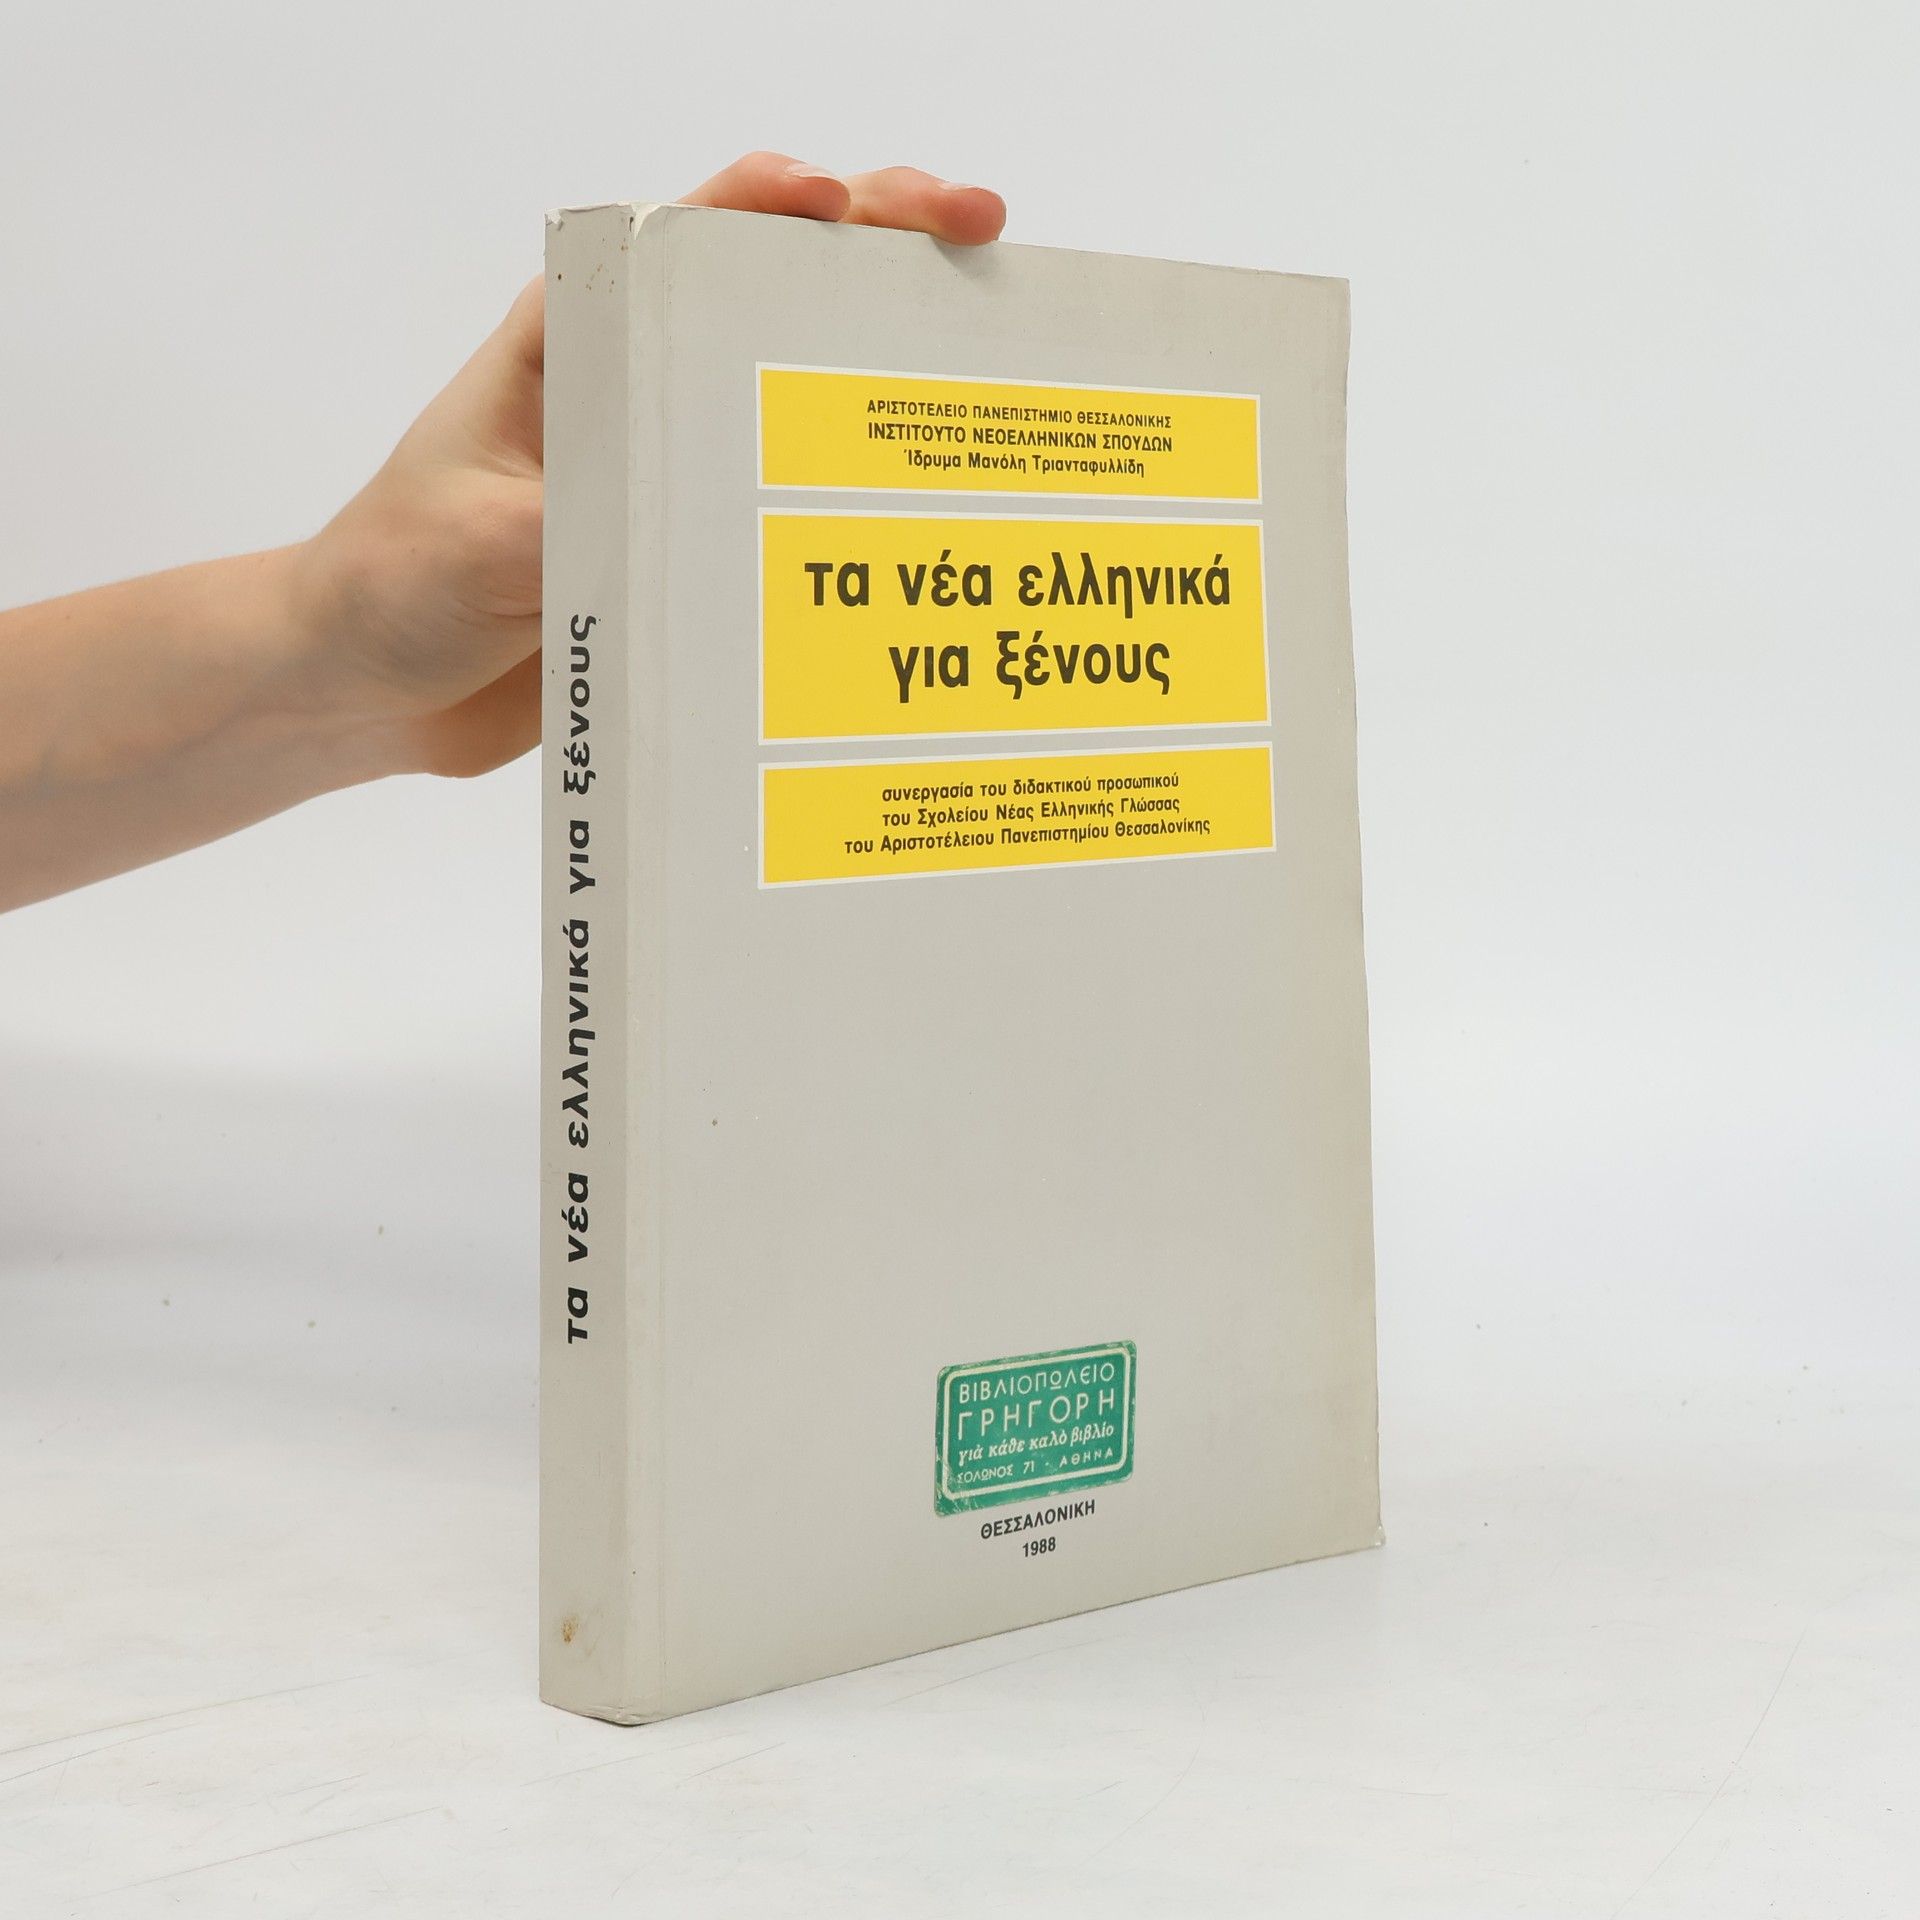 τα νέα ελληνικά για ξένους
ΑΡΙΣΤΟΤΕΛΕΙΟ ΠΑΝΕΠΙΣΤΗΜΙΟ ΘΕΣΣΑΛΟΝΙΚΗΣ
ΙΝΣΤΙΤΟΥΤΟ ΝΕΟΕΛΛΗΝΙΚΩΝ ΣΠΟΥΔΩΝ
Ίδρυμα Μανόλη Τριανταφυλλίδη
τα νέα ελληνικά
για ξένους
συνεργασία του διδακτικού προσωπικού
του Σχολείου Νέας Ελληνικής Γλώσσας
του Αριστοτέλειου Πανεπιστημίου Θεσσαλονίκης
ΒΙΒΛΙΟΠΩΛΕΙΟ
ΓΡΗΓΟΡΗ
γιὰ κάθε καλὸ βιβλίο
ΣΟΛΩΝΟΣ 71 - ΑΘΗΝΑ
ΘΕΣΣΑΛΟΝΙΚΗ
1988